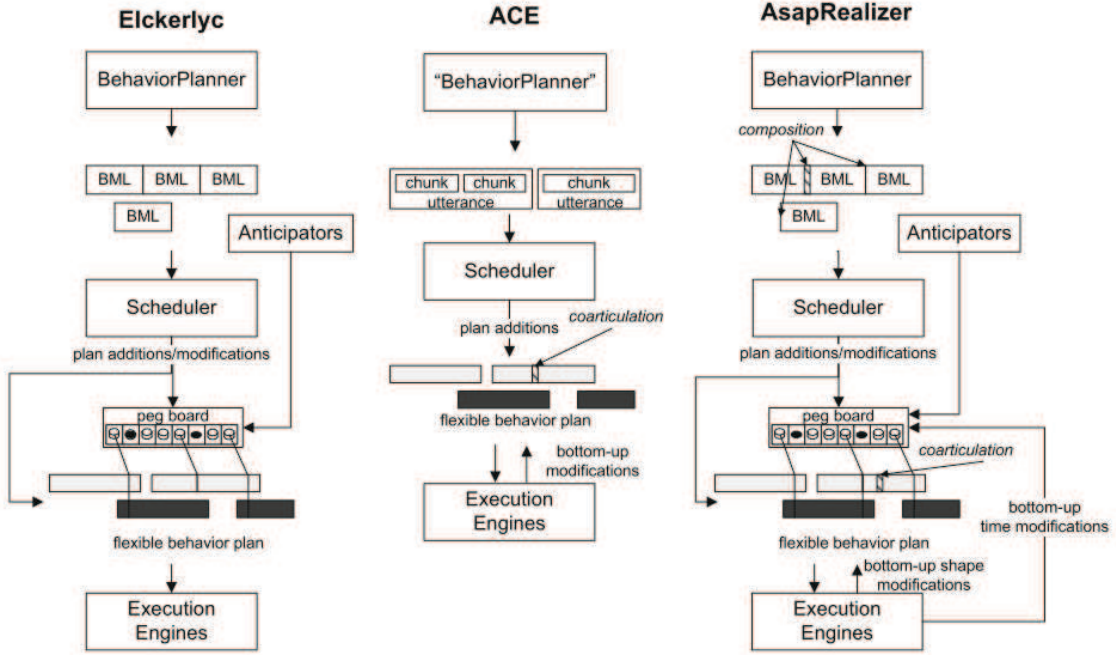 Elckerlyc
BehaviorPlanner
BML BML BML
BML
Anticipators
Scheduler
plan additions/modifications
peg board
flexible behavior plan
Execution
Engines
ACE
“BehaviorPlanner”
chunk chunk chunk
utterance utterance
Scheduler
plan additions
coarticulation
flexible behavior plan
bottom-up
modifications
Execution
Engines
AsapRealizer
BehaviorPlanner
composition
BML BML BML
BML
Anticipators
Scheduler
plan additions/modifications
peg board
coarticulation
bottom-up
time modifications
flexible behavior plan
bottom-up shape
modifications
Execution
Engines